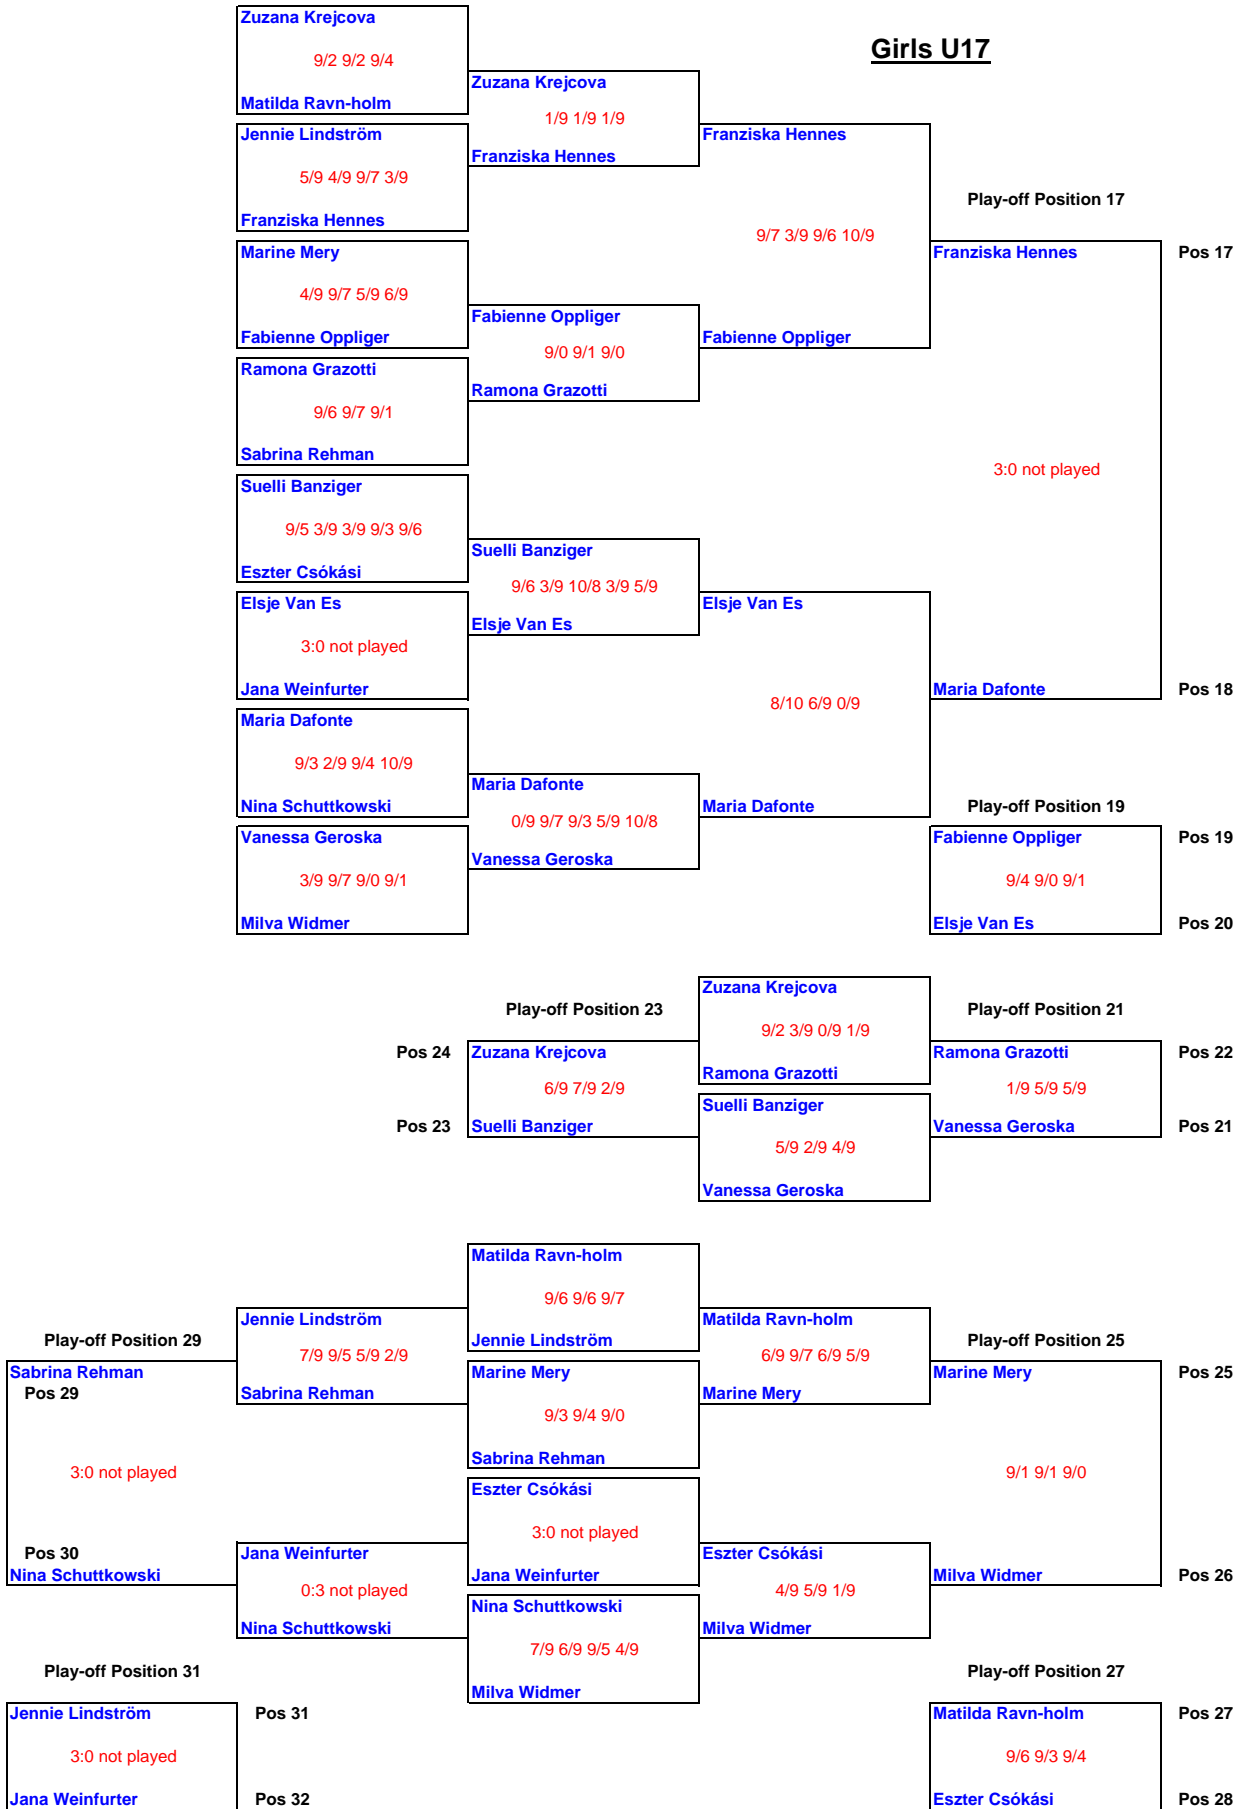 Girls U17
Zuzana Krejcova
9/2 9/2 9/4
Matilda Ravn-holm
Jennie Lindström
5/9 4/9 9/7 3/9
Franziska Hennes
Marine Mery
4/9 9/7 5/9 6/9
Fabienne Oppliger
Ramona Grazotti
9/6 9/7 9/1
Sabrina Rehman
Suelli Banziger
9/5 3/9 3/9 9/3 9/6
Eszter Csókási
Elsje Van Es
3:0 not played
Jana Weinfurter
Maria Dafonte
9/3 2/9 9/4 10/9
Nina Schuttkowski
Vanessa Geroska
3/9 9/7 9/0 9/1
Milva Widmer
Zuzana Krejcova
1/9 1/9 1/9
Franziska Hennes
Fabienne Oppliger
9/0 9/1 9/0
Ramona Grazotti
Suelli Banziger
9/6 3/9 10/8 3/9 5/9
Elsje Van Es
Maria Dafonte
0/9 9/7 9/3 5/9 10/8
Vanessa Geroska
Franziska Hennes
9/7 3/9 9/6 10/9
Fabienne Oppliger
Elsje Van Es
8/10 6/9 0/9
Maria Dafonte
Play-off Position 17
Franziska Hennes
Pos 17
3:0 not played
Maria Dafonte
Pos 18
Play-off Position 19
Fabienne Oppliger
Pos 19
9/4 9/0 9/1
Elsje Van Es
Pos 20
Play-off Position 23
Pos 24
Zuzana Krejcova
6/9 7/9 2/9
Pos 23
Suelli Banziger
Zuzana Krejcova
9/2 3/9 0/9 1/9
Ramona Grazotti
Suelli Banziger
5/9 2/9 4/9
Vanessa Geroska
Play-off Position 21
Ramona Grazotti
Pos 22
1/9 5/9 5/9
Vanessa Geroska
Pos 21
Play-off Position 29
Sabrina Rehman
Pos 29
3:0 not played
Pos 30
Nina Schuttkowski
Jennie Lindström
7/9 9/5 5/9 2/9
Sabrina Rehman
Jana Weinfurter
0:3 not played
Nina Schuttkowski
Matilda Ravn-holm
9/6 9/6 9/7
Jennie Lindström
Marine Mery
9/3 9/4 9/0
Sabrina Rehman
Eszter Csókási
3:0 not played
Jana Weinfurter
Nina Schuttkowski
7/9 6/9 9/5 4/9
Milva Widmer
Matilda Ravn-holm
6/9 9/7 6/9 5/9
Marine Mery
Eszter Csókási
4/9 5/9 1/9
Milva Widmer
Play-off Position 25
Marine Mery
Pos 25
9/1 9/1 9/0
Milva Widmer
Pos 26
Play-off Position 31
Jennie Lindström
Pos 31
3:0 not played
Jana Weinfurter
Pos 32
Play-off Position 27
Matilda Ravn-holm
Pos 27
9/6 9/3 9/4
Eszter Csókási
Pos 28